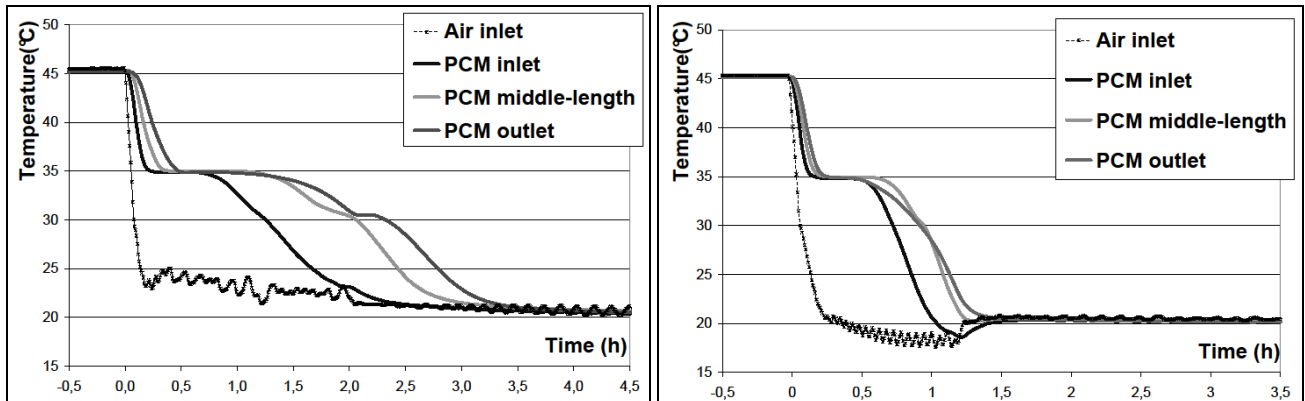 50
45
40
35
30
25
20
15
Temperature(°C)
Air inlet
PCM inlet
PCM middle-length
PCM outlet
Time (h)
-0,5 0,0 0,5 1,0 1,5 2,0 2,5 3,0 3,5 4,0 4,5
50
45
40
35
30
25
20
15
Temperature(°C)
Air inlet
PCM inlet
PCM middle-length
PCM outlet
Time (h)
-0,5 0 0,5 1 1,5 2 2,5 3 3,5